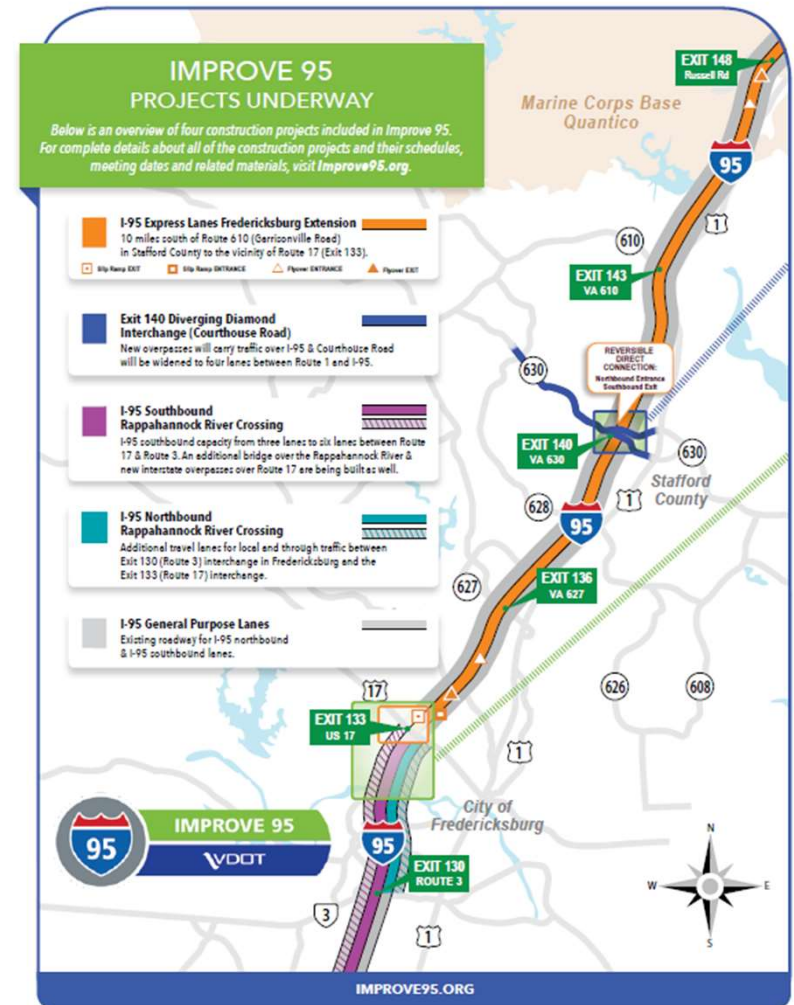 IMPROVE 95
PROJECTS UNDERWAY
Below is an overview of four construction projects included in Improve 95.
For complete details about all of the construction projects and their schedules,
meeting dates and related materials, visit Improve95.org.
I-95 Express Lanes Fredericksburg Extension
10 miles south of Route 610 (Garrisonville Road)
in Stafford County to the vicinity of Route 17 (Exit 133).
Slip Ramp EXIT Slip Ramp ENTRANCE Flyover ENTRANCE Flyover EXIT
Exit 140 Diverging Diamond
Interchange (Courthouse Road)
New overpasses will carry traffic over I-95 & Courthouse Road
will be widened to four lanes between Route 1 and I-95.
I-95 Southbound
Rappahannock River Crossing
I-95 southbound capacity from three lanes to six lanes between Route
17 & Route 3. An additional bridge over the Rappahannock River &
new interstate overpasses over Route 17 are being built as well.
I-95 Northbound
Rappahannock River Crossing
Additional travel lanes for local and through traffic between
Exit 130 (Route 3) interchange in Fredericksburg and the
Exit 133 (Route 17) interchange.
I-95 General Purpose Lanes
Existing roadway for I-95 northbound
& I-95 southbound lanes.
EXIT 148
Russell Rd
Marine Corps Base
Quantico
95
1
610
EXIT 143
VA 610
REVERSIBLE
DIRECT
CONNECTION:
Northbound Entrance
Southbound Exit
630
EXIT 140
VA 630
630
Stafford
County
1
628
95
EXIT 136
VA 627
627
626
608
17
EXIT 133
US 17
1
City of
Fredericksburg
95
IMPROVE 95
VDOT
95
EXIT 130
ROUTE 3
3
1
N
W
E
S
IMPROVE95.ORG